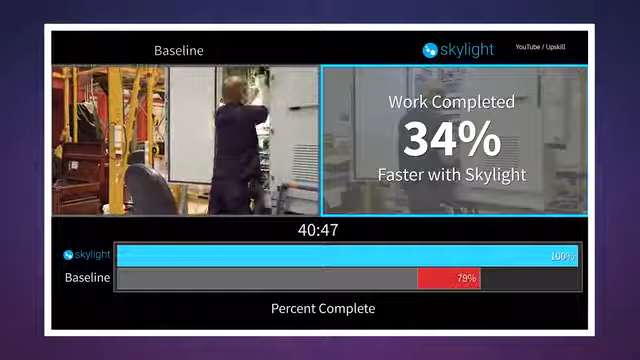 Baseline
skylight
YouTube / Upskill
Work Completed
34%
Faster with Skylight
40:47
skylight
100%
Baseline
79%
Percent Complete